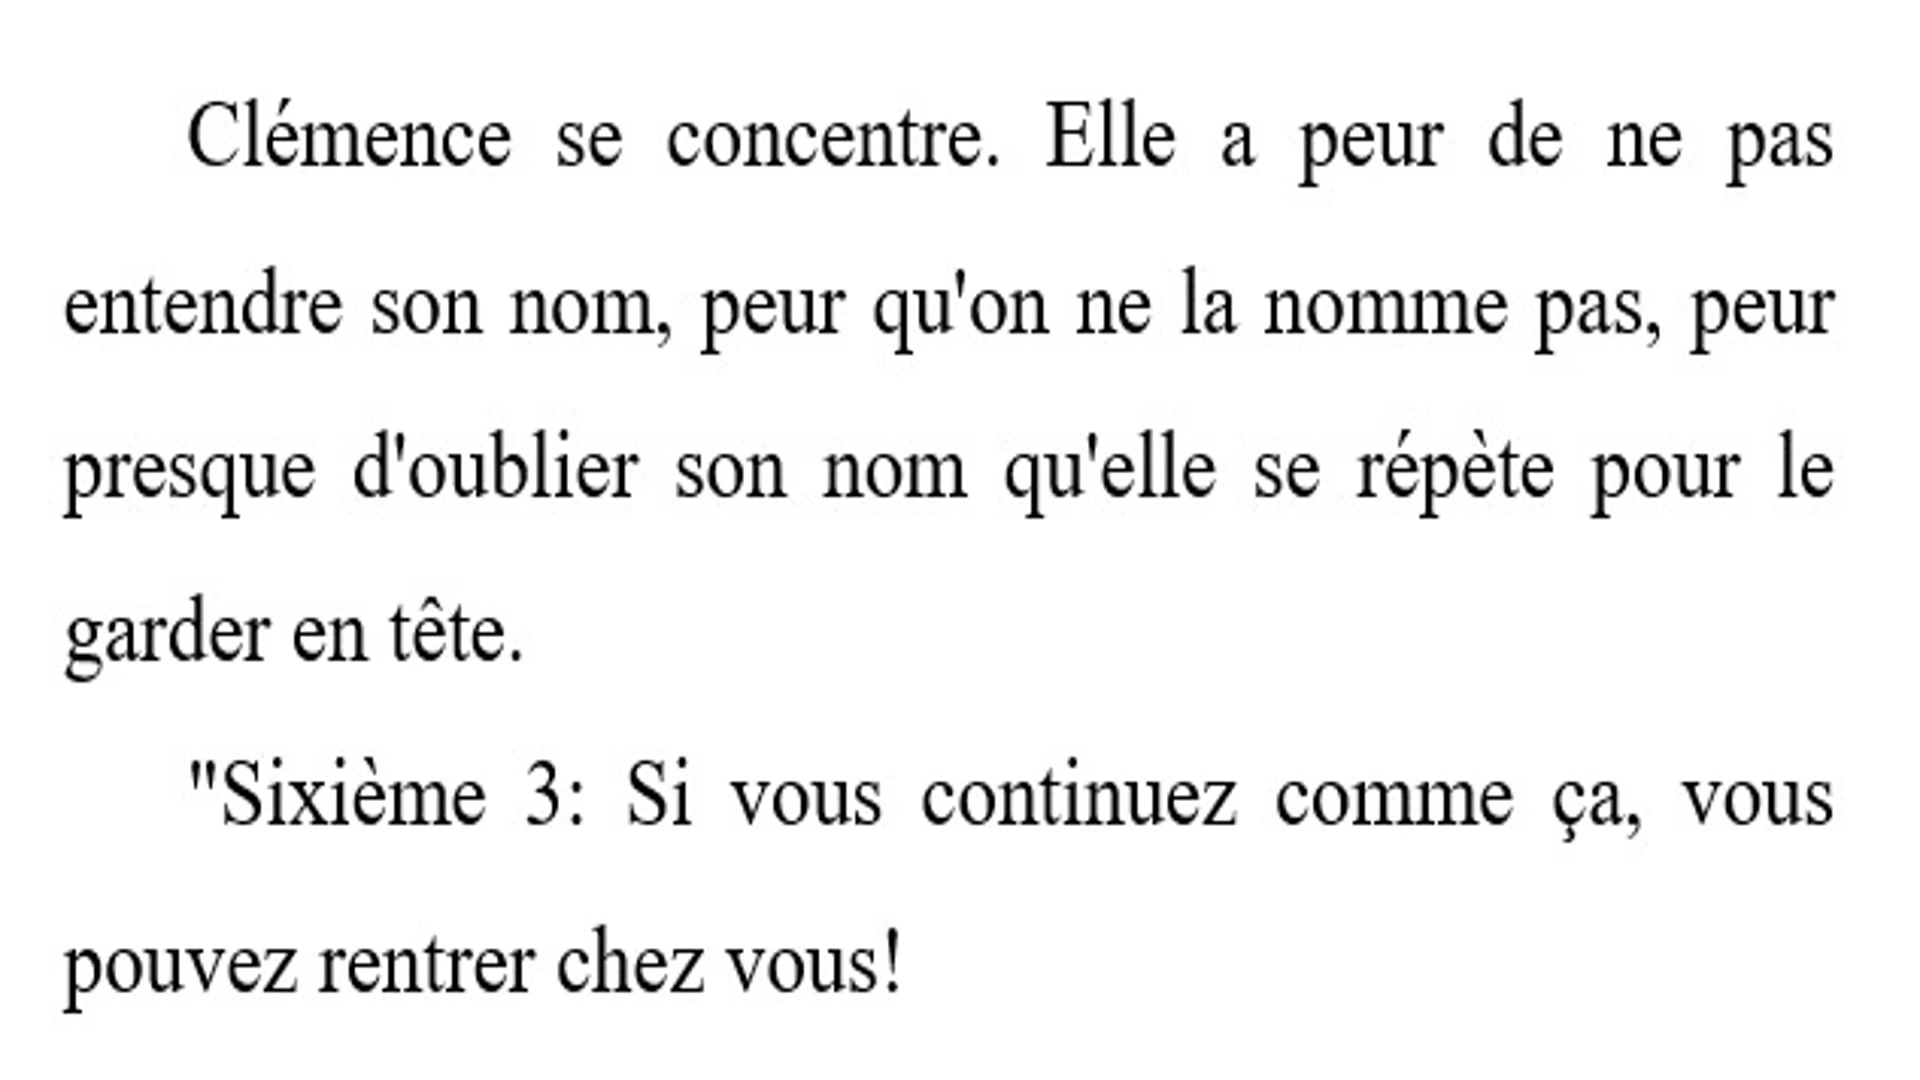 Clémence se concentre. Elle a peur de ne pas
entendre son nom, peur qu'on ne la nomme pas, peur
presque d'oublier son nom qu'elle se répète pour le
garder en tête.
"Sixième 3: Si vous continuez comme ça, vous
pouvez rentrer chez vous!